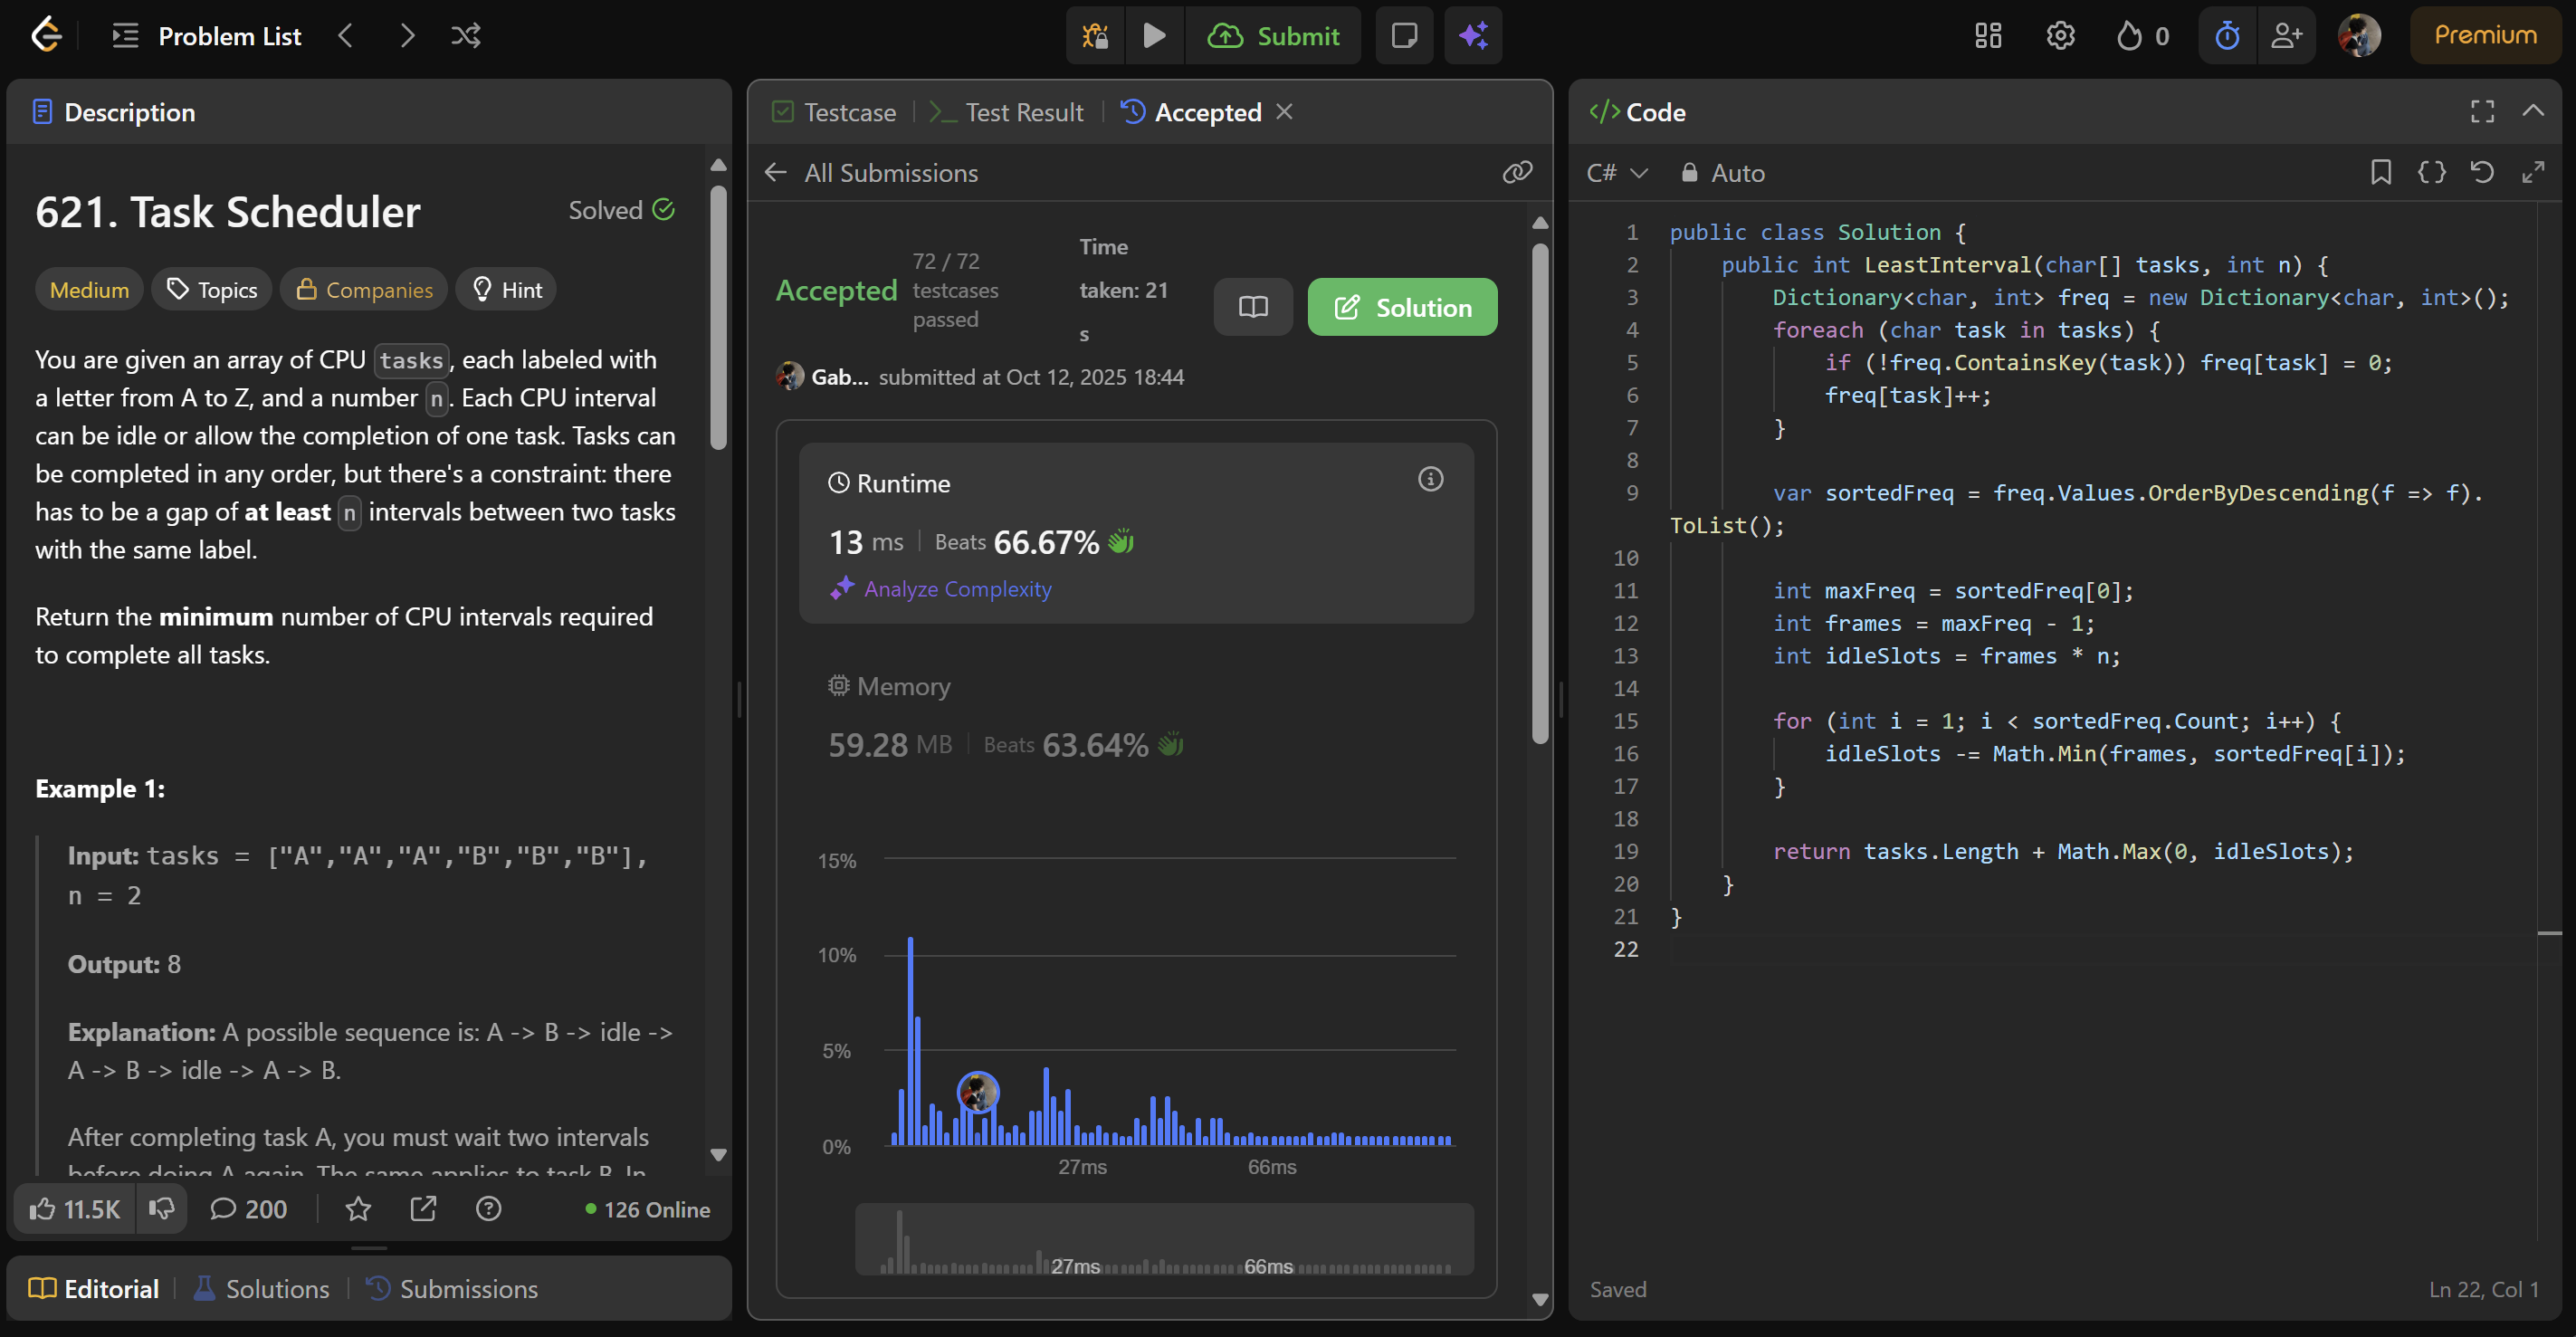 Problem List
Submit
0
Premium
Description
621. Task Scheduler
Solved
Medium
Topics
Companies
Hint
You are given an array of CPU tasks, each labeled with
a letter from A to Z, and a number n. Each CPU interval
can be idle or allow the completion of one task. Tasks can
be completed in any order, but there's a constraint: there
has to be a gap of at least n intervals between two tasks
with the same label.
Return the minimum number of CPU intervals required
to complete all tasks.
Example 1:
Input: tasks = ["A","A","A","B","B","B"],
n = 2
Output: 8
Explanation: A possible sequence is: A -> B -> idle ->
A -> B -> idle -> A -> B.
After completing task A, you must wait two intervals
before doing A again. The same applies to task B. In
11.5K
200
126 Online
Editorial
Solutions
Submissions
Testcase
Test Result
Accepted
All Submissions
Accepted
72 / 72
testcases
passed
Time
taken: 21
s
Solution
Gab... submitted at Oct 12, 2025 18:44
Runtime
13 ms Beats 66.67%
Analyze Complexity
Memory
59.28 MB Beats 63.64%
15%
10%
5%
0%
27ms
66ms
27ms
66ms
</> Code
C#
Auto
1 public class Solution {
2 public int LeastInterval(char[] tasks, int n) {
3 Dictionary<char, int> freq = new Dictionary<char, int>();
4 foreach (char task in tasks) {
5 if (!freq.ContainsKey(task)) freq[task] = 0;
6 freq[task]++;
7 }
8
9 var sortedFreq = freq.Values.OrderByDescending(f => f).
ToList();
10
11 int maxFreq = sortedFreq[0];
12 int frames = maxFreq - 1;
13 int idleSlots = frames * n;
14
15 for (int i = 1; i < sortedFreq.Count; i++) {
16 idleSlots -= Math.Min(frames, sortedFreq[i]);
17 }
18
19 return tasks.Length + Math.Max(0, idleSlots);
20 }
21 }
22
Saved
Ln 22, Col 1